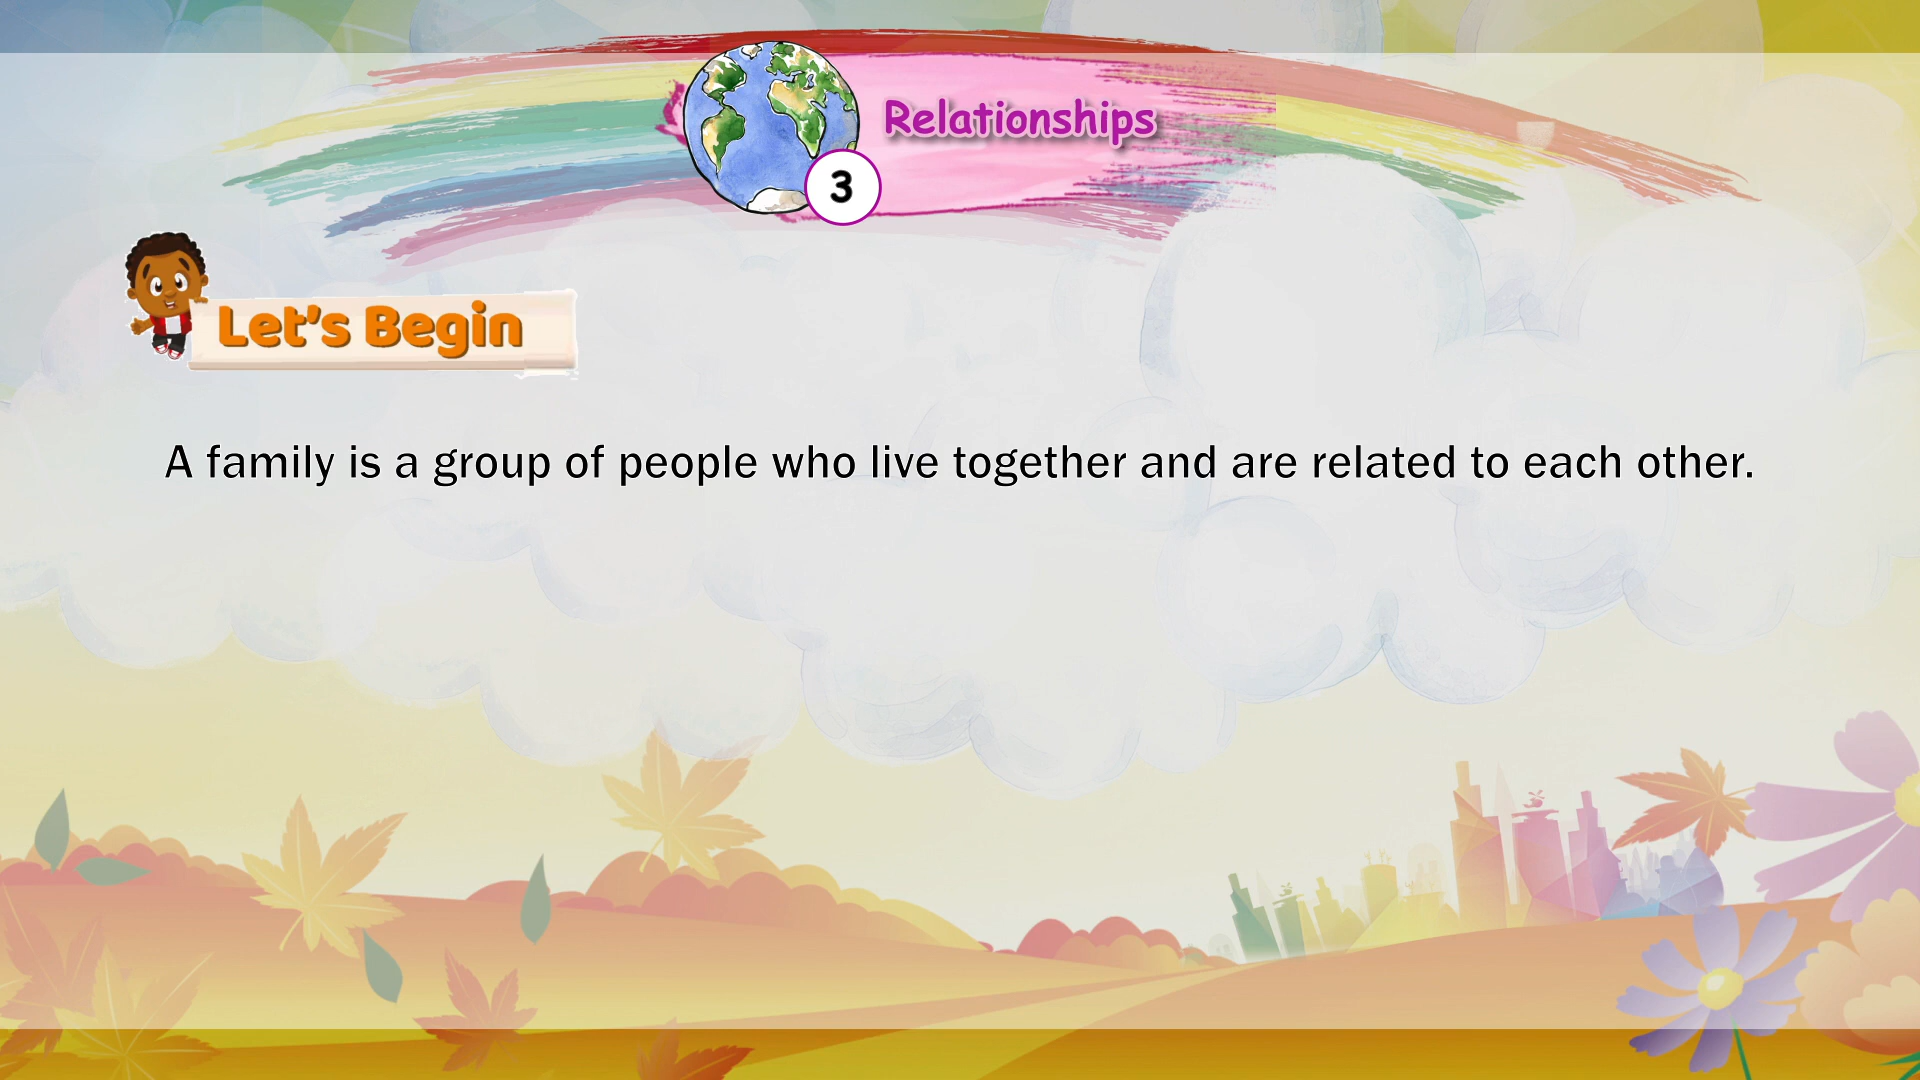 Relationships
3
Let's Begin
A family is a group of people who live together and are related to each other.